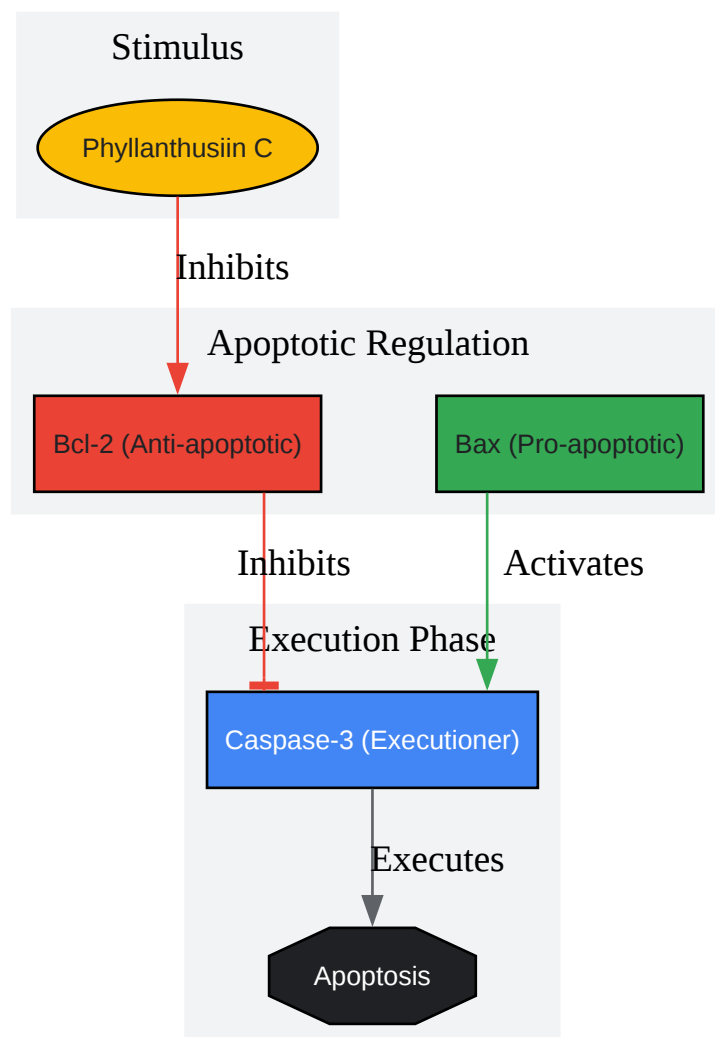 Stimulus
Phyllanthusiin C
Inhibits
Apoptotic Regulation
Bcl-2 (Anti-apoptotic)
Bax (Pro-apoptotic)
Inhibits
Activates
Execution Phase
Caspase-3 (Executioner)
Executes
Apoptosis